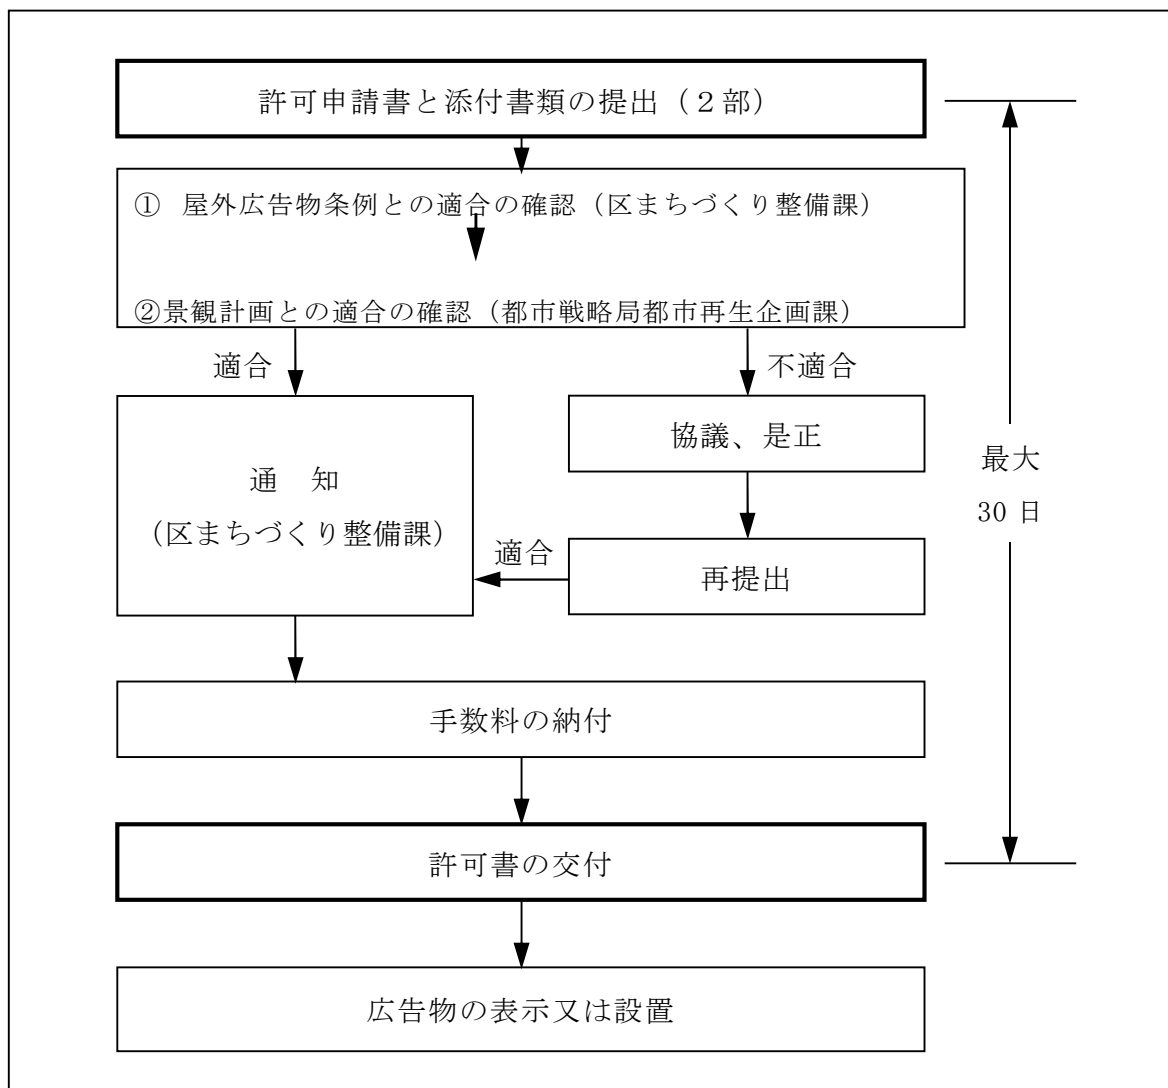 許可申請書と添付書類の提出（２部）
① 屋外広告物条例との適合の確認（区まちづくり整備課）
②景観計画との適合の確認（都市戦略局都市再生企画課）
適合
不適合
通　知
（区まちづくり整備課）
協議、是正
適合
再提出
最大
30 日
手数料の納付
許可書の交付
広告物の表示又は設置